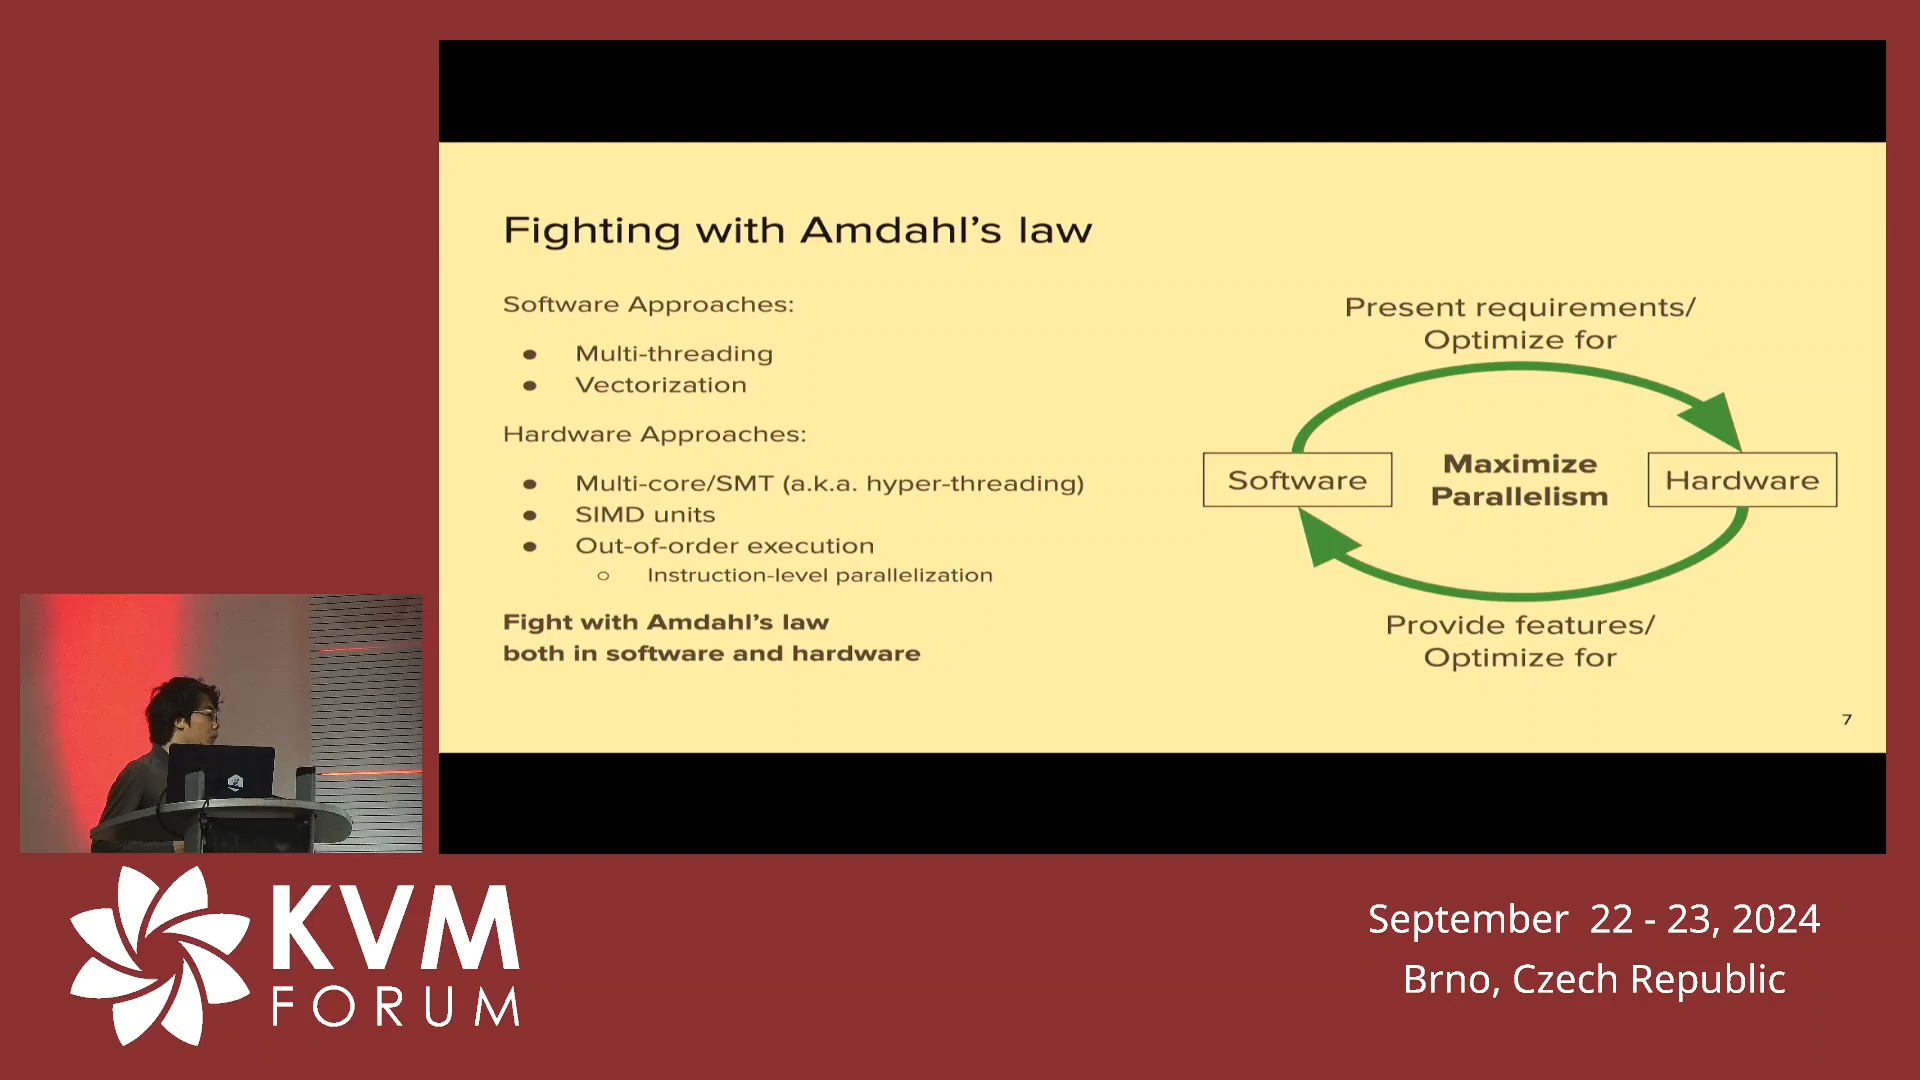 Fighting with Amdahl's law
Software Approaches:
● Multi-threading
● Vectorization
Hardware Approaches:
● Multi-core/SMT (a.k.a. hyper-threading)
● SIMD units
● Out-of-order execution
○ Instruction-level parallelization
Fight with Amdahl's law
both in software and hardware
Present requirements/
Optimize for
Software
Maximize
Parallelism
Hardware
Provide features/
Optimize for
7
KVM
FORUM
September 22 - 23, 2024
Brno, Czech Republic